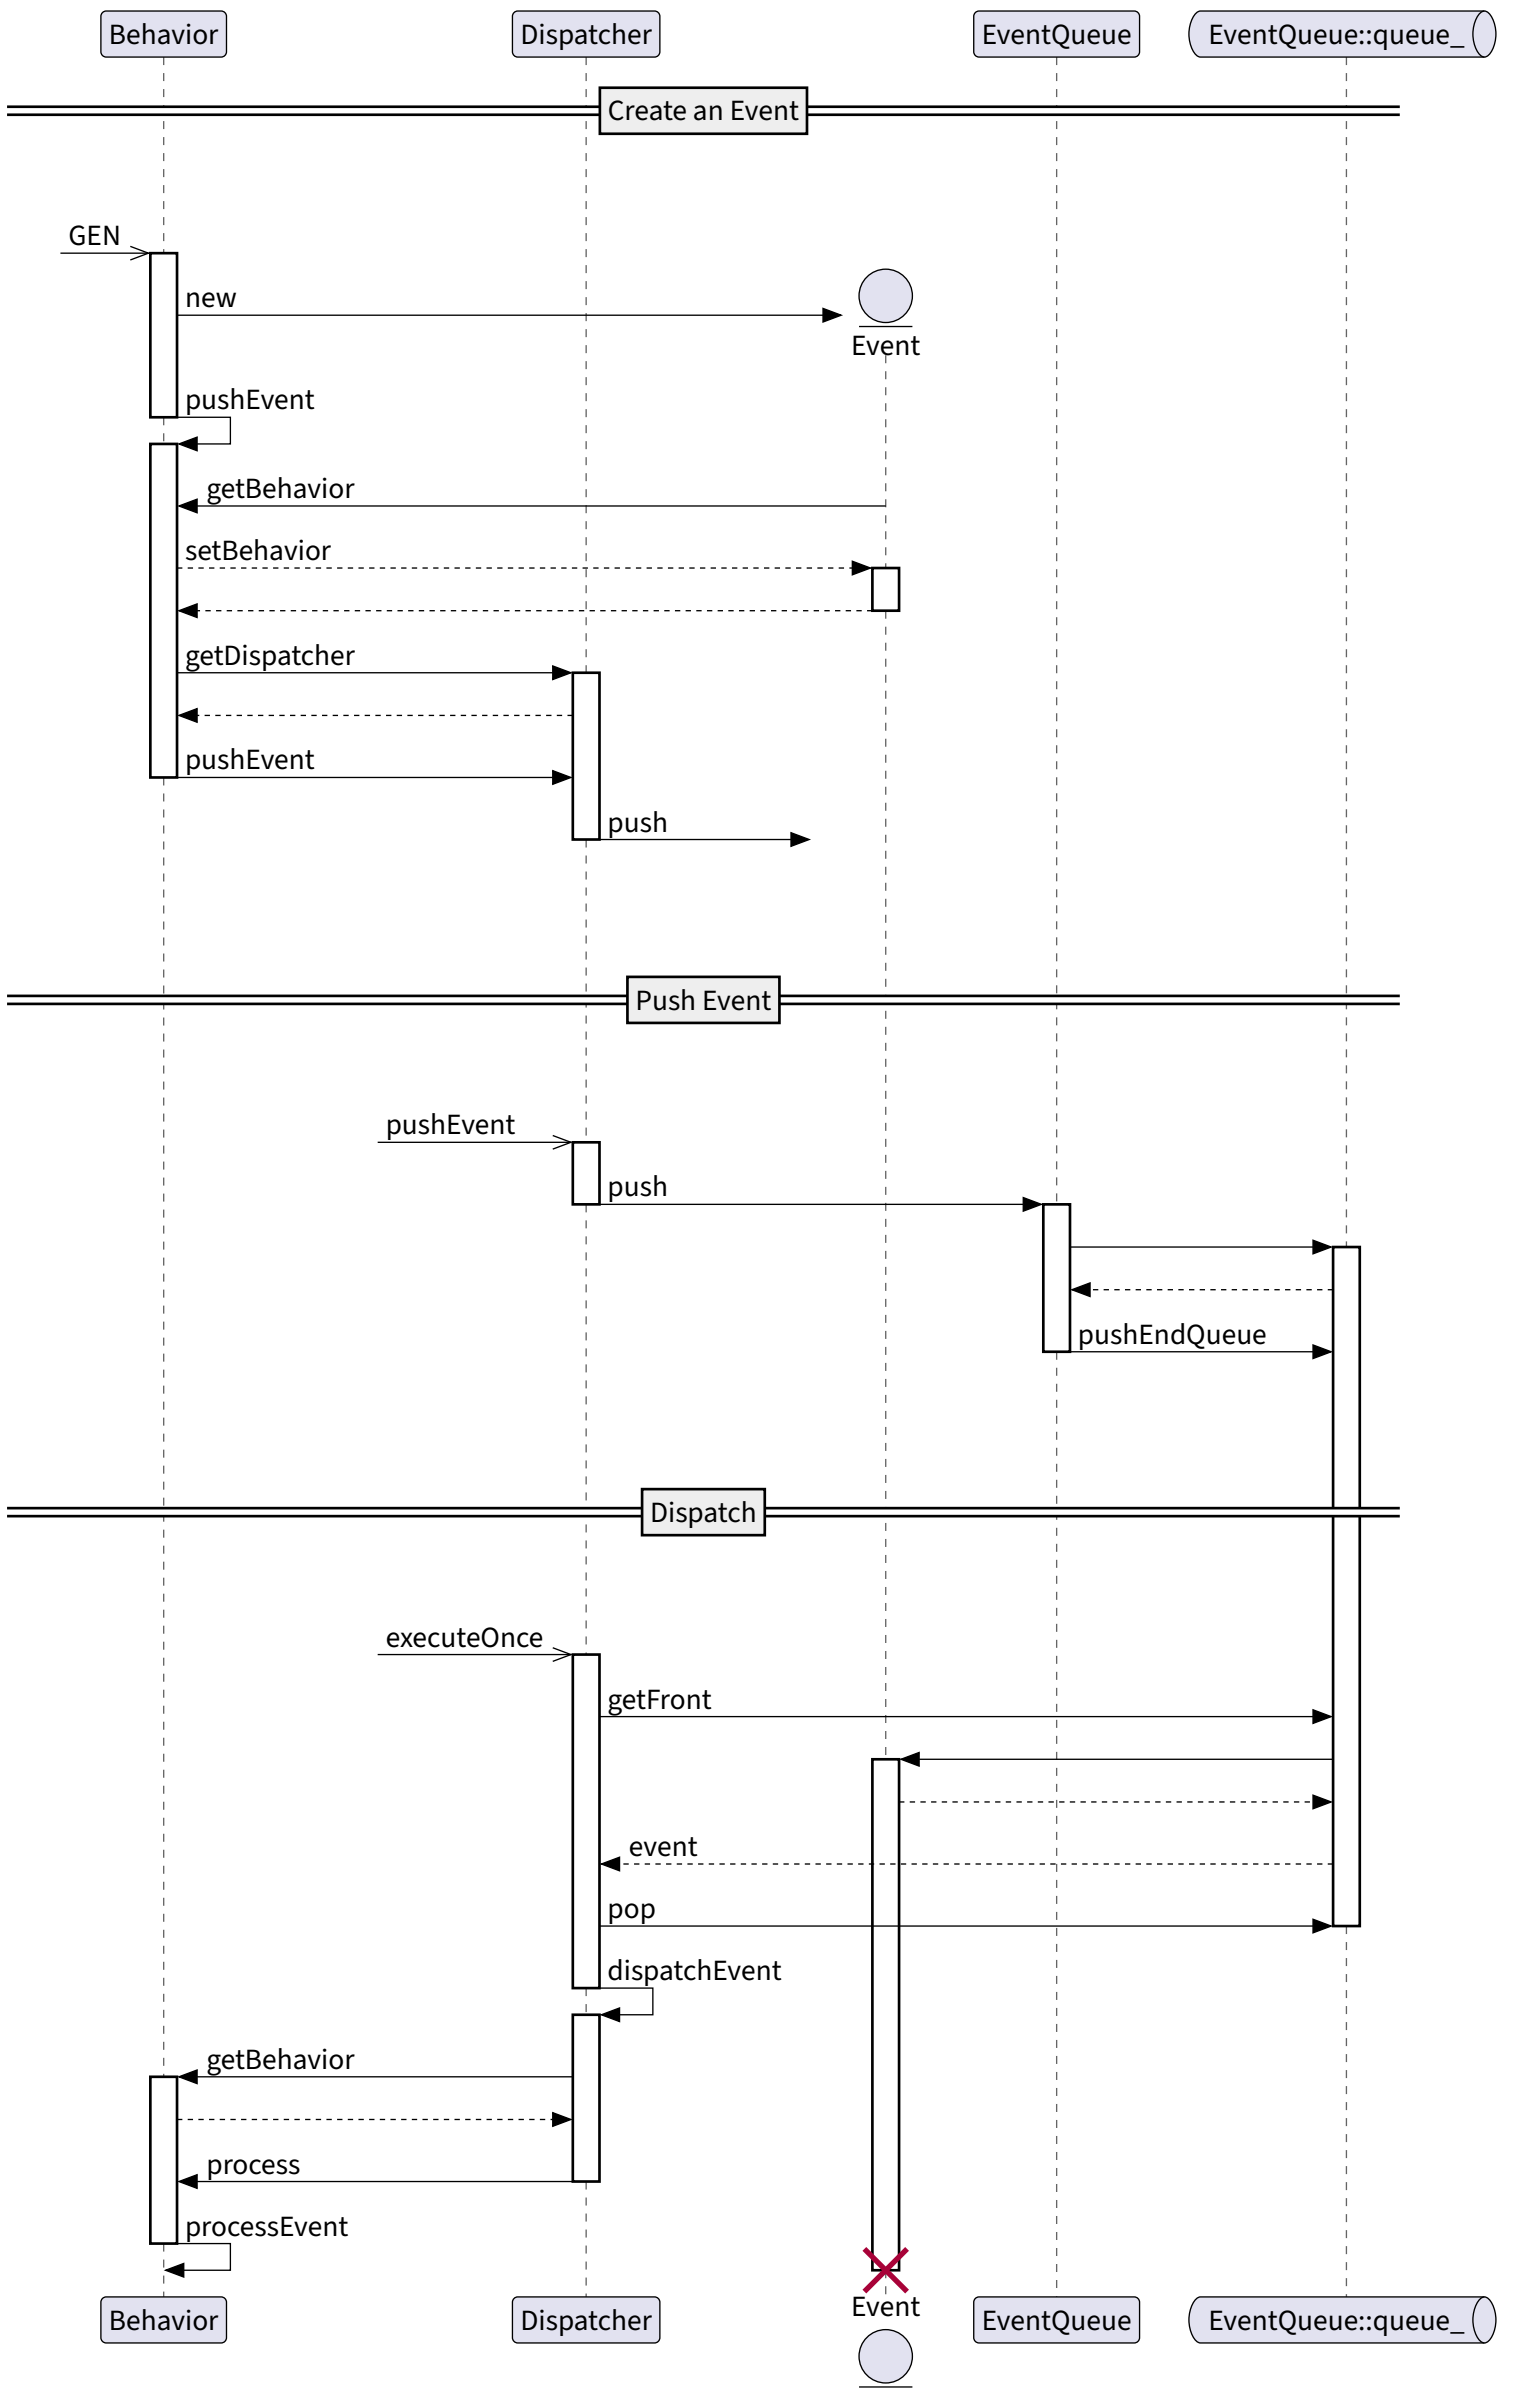 Behavior
Dispatcher
EventQueue
EventQueue::queue_
Create an Event
GEN
new
Event
pushEvent
getBehavior
setBehavior
getDispatcher
pushEvent
push
Push Event
pushEvent
push
pushEndQueue
Dispatch
executeOnce
getFront
event
pop
dispatchEvent
getBehavior
process
processEvent
Behavior
Dispatcher
Event
EventQueue
EventQueue::queue_